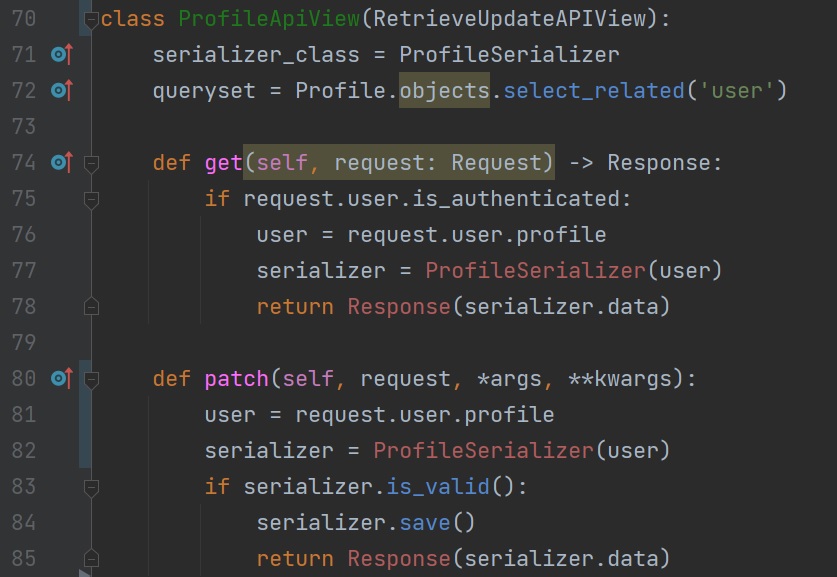 70 class ProfileApiView(RetrieveUpdateAPIView):
71     serializer_class = ProfileSerializer
72     queryset = Profile.objects.select_related('user')
73
74     def get(self, request: Request) -> Response:
75         if request.user.is_authenticated:
76             user = request.user.profile
77             serializer = ProfileSerializer(user)
78             return Response(serializer.data)
79
80     def patch(self, request, *args, **kwargs):
81         user = request.user.profile
82         serializer = ProfileSerializer(user)
83         if serializer.is_valid():
84             serializer.save()
85             return Response(serializer.data)